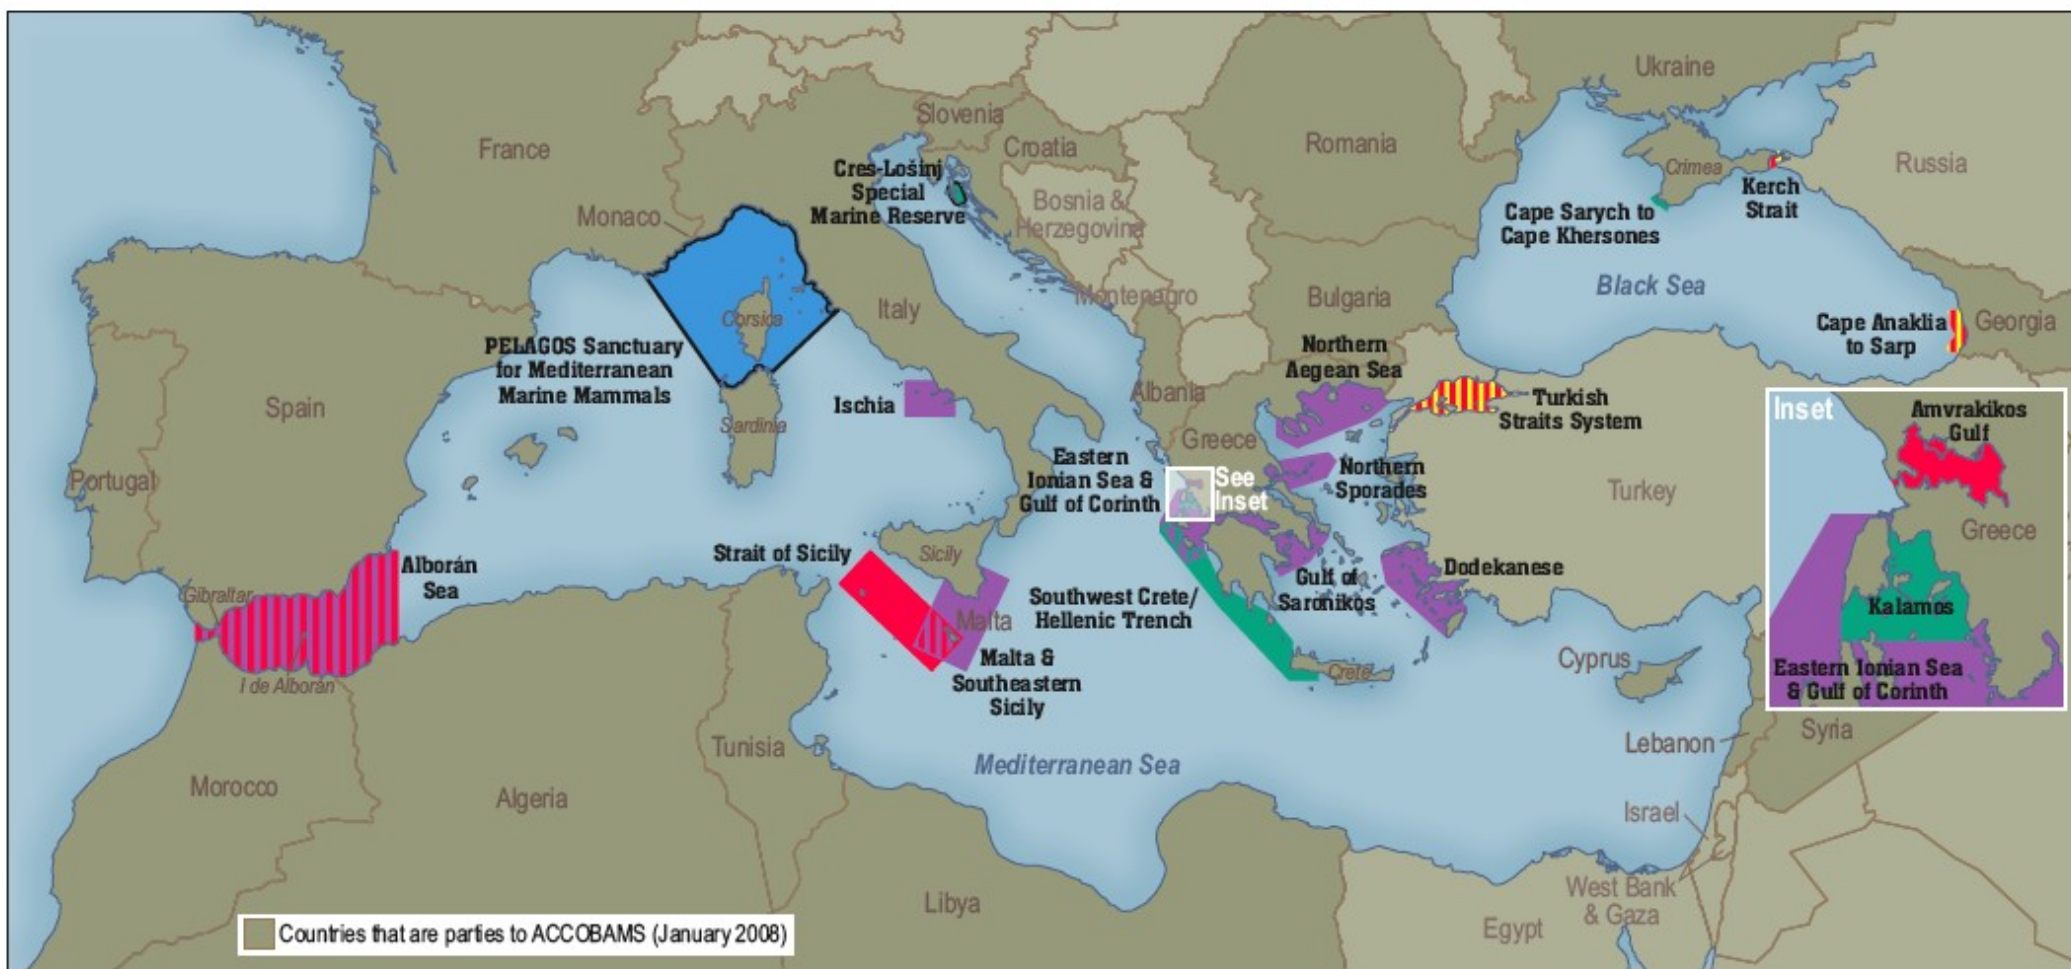 Ukraine
Slovenia
France
Croatia
Romania
Russia
Crimea
Cres-Lošinj
Special
Marine Reserve
Kerch
Strait
Monaco
Bosnia &
Herzegovina
Cape Sarych to
Cape Khersones
Black Sea
Montenegro
Bulgaria
Italy
Corsica
Cape Anaklia
to Sarp
Georgia
PELAGOS Sanctuary
for Mediterranean
Marine Mammals
Northern
Aegean Sea
Albania
Ischia
Turkish
Straits System
Inset
Amvrakikos
Gulf
Spain
Sardinia
Greece
Eastern
Ionian Sea &
Gulf of Corinth
See
Inset
Northern
Sporades
Portugal
Turkey
Greece
Strait of Sicily
Sicily
Alborán
Sea
Gibraltar
Dodekanese
Gulf of
Saronikos
Southwest Crete/
Hellenic Trench
Malta
Kalamos
Malta &
Southeastern
Sicily
Crete
Cyprus
Eastern Ionian Sea
& Gulf of Corinth
I de Alborán
Tunisia
Lebanon
Syria
Mediterranean Sea
Morocco
Algeria
Israel
Libya
West Bank
& Gaza
Egypt
Countries that are parties to ACCOBAMS (January 2008)